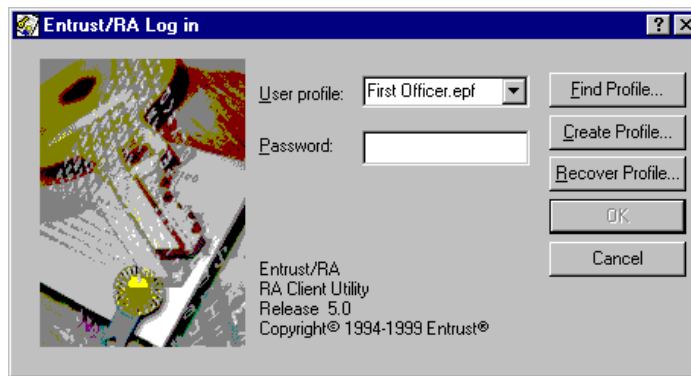 Entrust/RA Log in
User profile:
First Officer.epf
Find Profile...
Password:
Create Profile...
Recover Profile...
OK
Cancel
Entrust/RA
RA Client Utility
Release 5.0
Copyright© 1994-1999 Entrust®